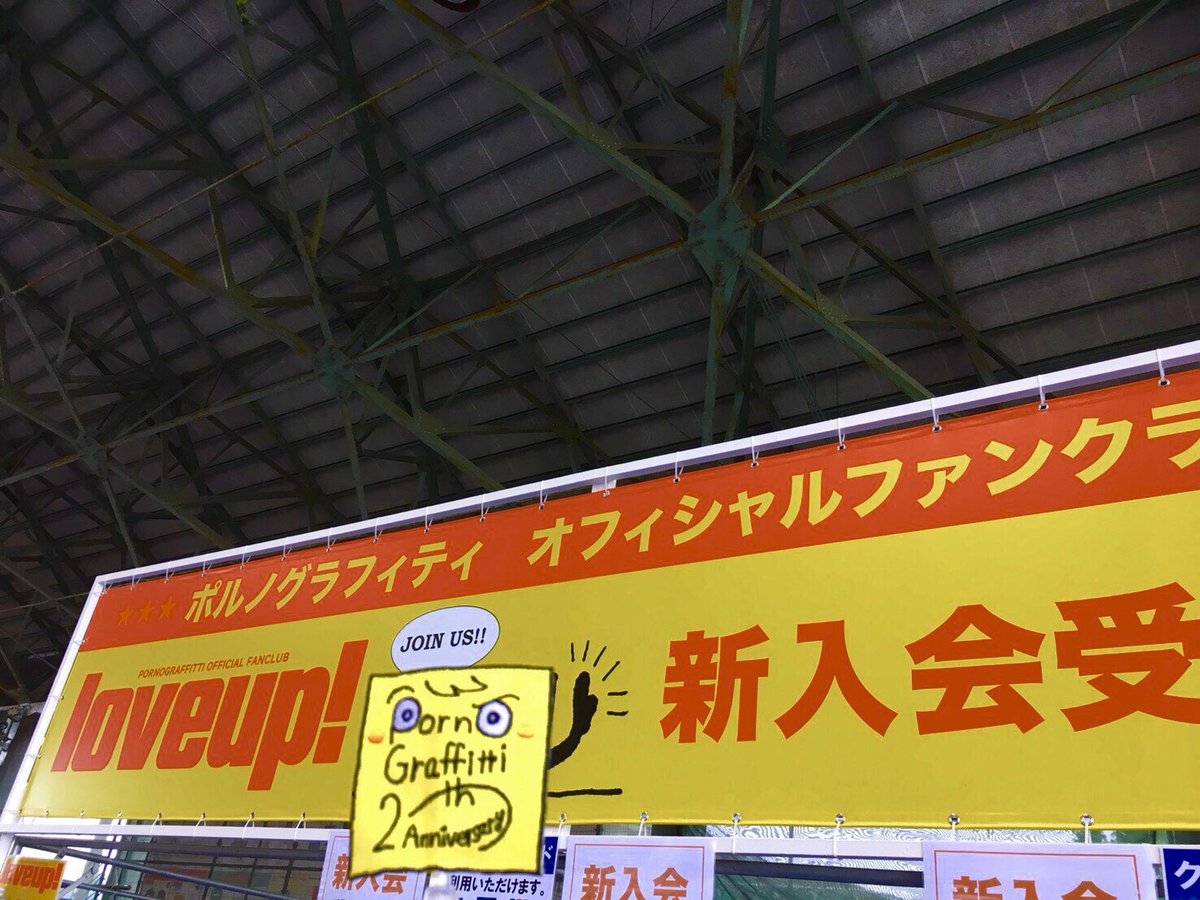 ★★★ ポルノグラフィティ オフィシャルファンクラ
PORNOGRAFFITTI OFFICIAL FANCLUB
loveup!
JOIN US!!
Porno
Graffitti
20th
Anniversary
新入会受
loveup!
新入会
利用いただけます。
新入会
新入会
ク